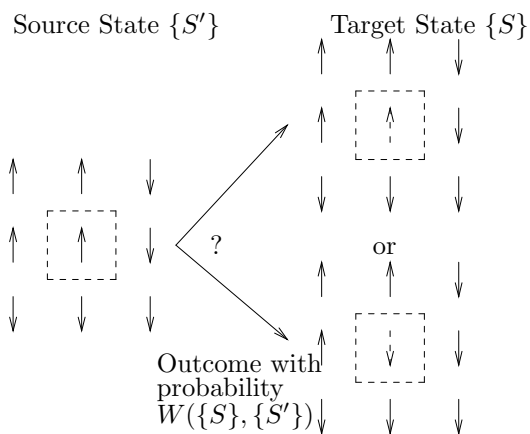 Source State {S′}
Target State {S}
?
or
Outcome with
probability
W({S}, {S′})